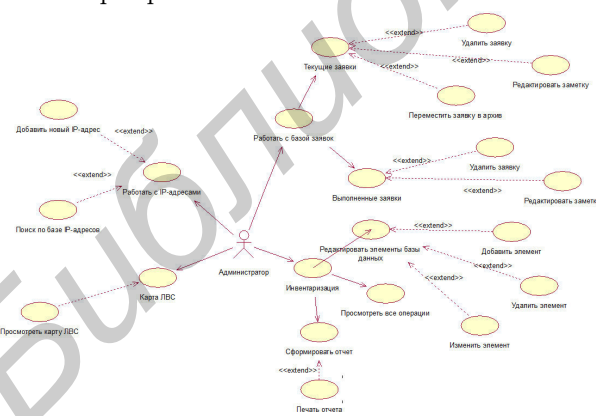 <<extend>>
Удалить заявку
Текущие заявки
<<extend>>
Редактировать заметку
<<extend>>
Переместить заявку в архив
Добавить новый IP-адрес
<<extend>>
Работать с базой заявок
<<extend>>
Удалить заявку
<<extend>>
Работать с IP-адресами
Выполненные заявки
<<extend>>
Редактировать заметк
Поиск по базе IP-адресов
<<extend>>
Добавить элемент
Редактировать элементы базы
данных
<<extend>>
Администратор
<<extend>>
Инвентаризация
Удалить элемент
Карта ЛВС
Просмотреть все операции
Просмотреть карту ЛВС
Изменить элемент
Сформировать отчет
<<extend>>
Печать отчета